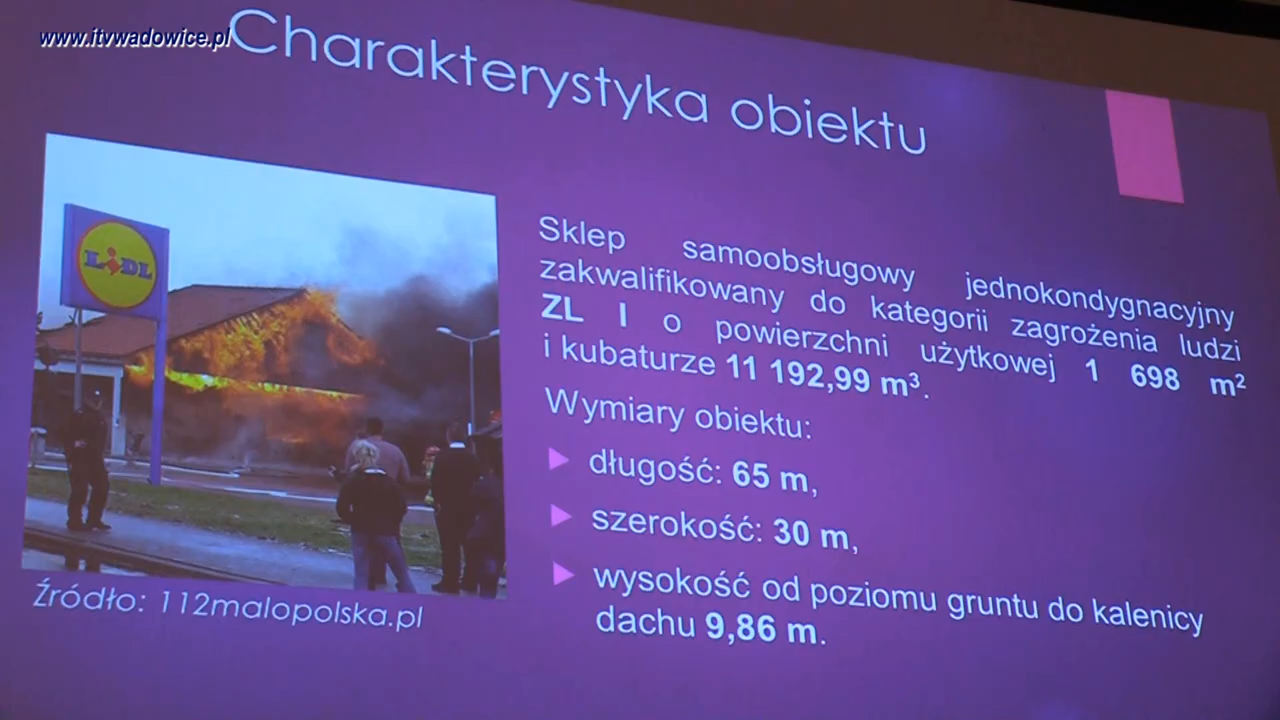 www.itvwadowice.pl
Charakterystyka obiektu
LIDL
Sklep samoobsługowy jednokondygnacyjny
zakwalifikowany do kategorii zagrożenia ludzi
ZL I o powierzchni użytkowej 1 698 m²
i kubaturze 11 192,99 m³.
Wymiary obiektu:
długość: 65 m,
szerokość: 30 m,
wysokość od poziomu gruntu do kalenicy
dachu 9,86 m.
Źródło: 112malopolska.pl